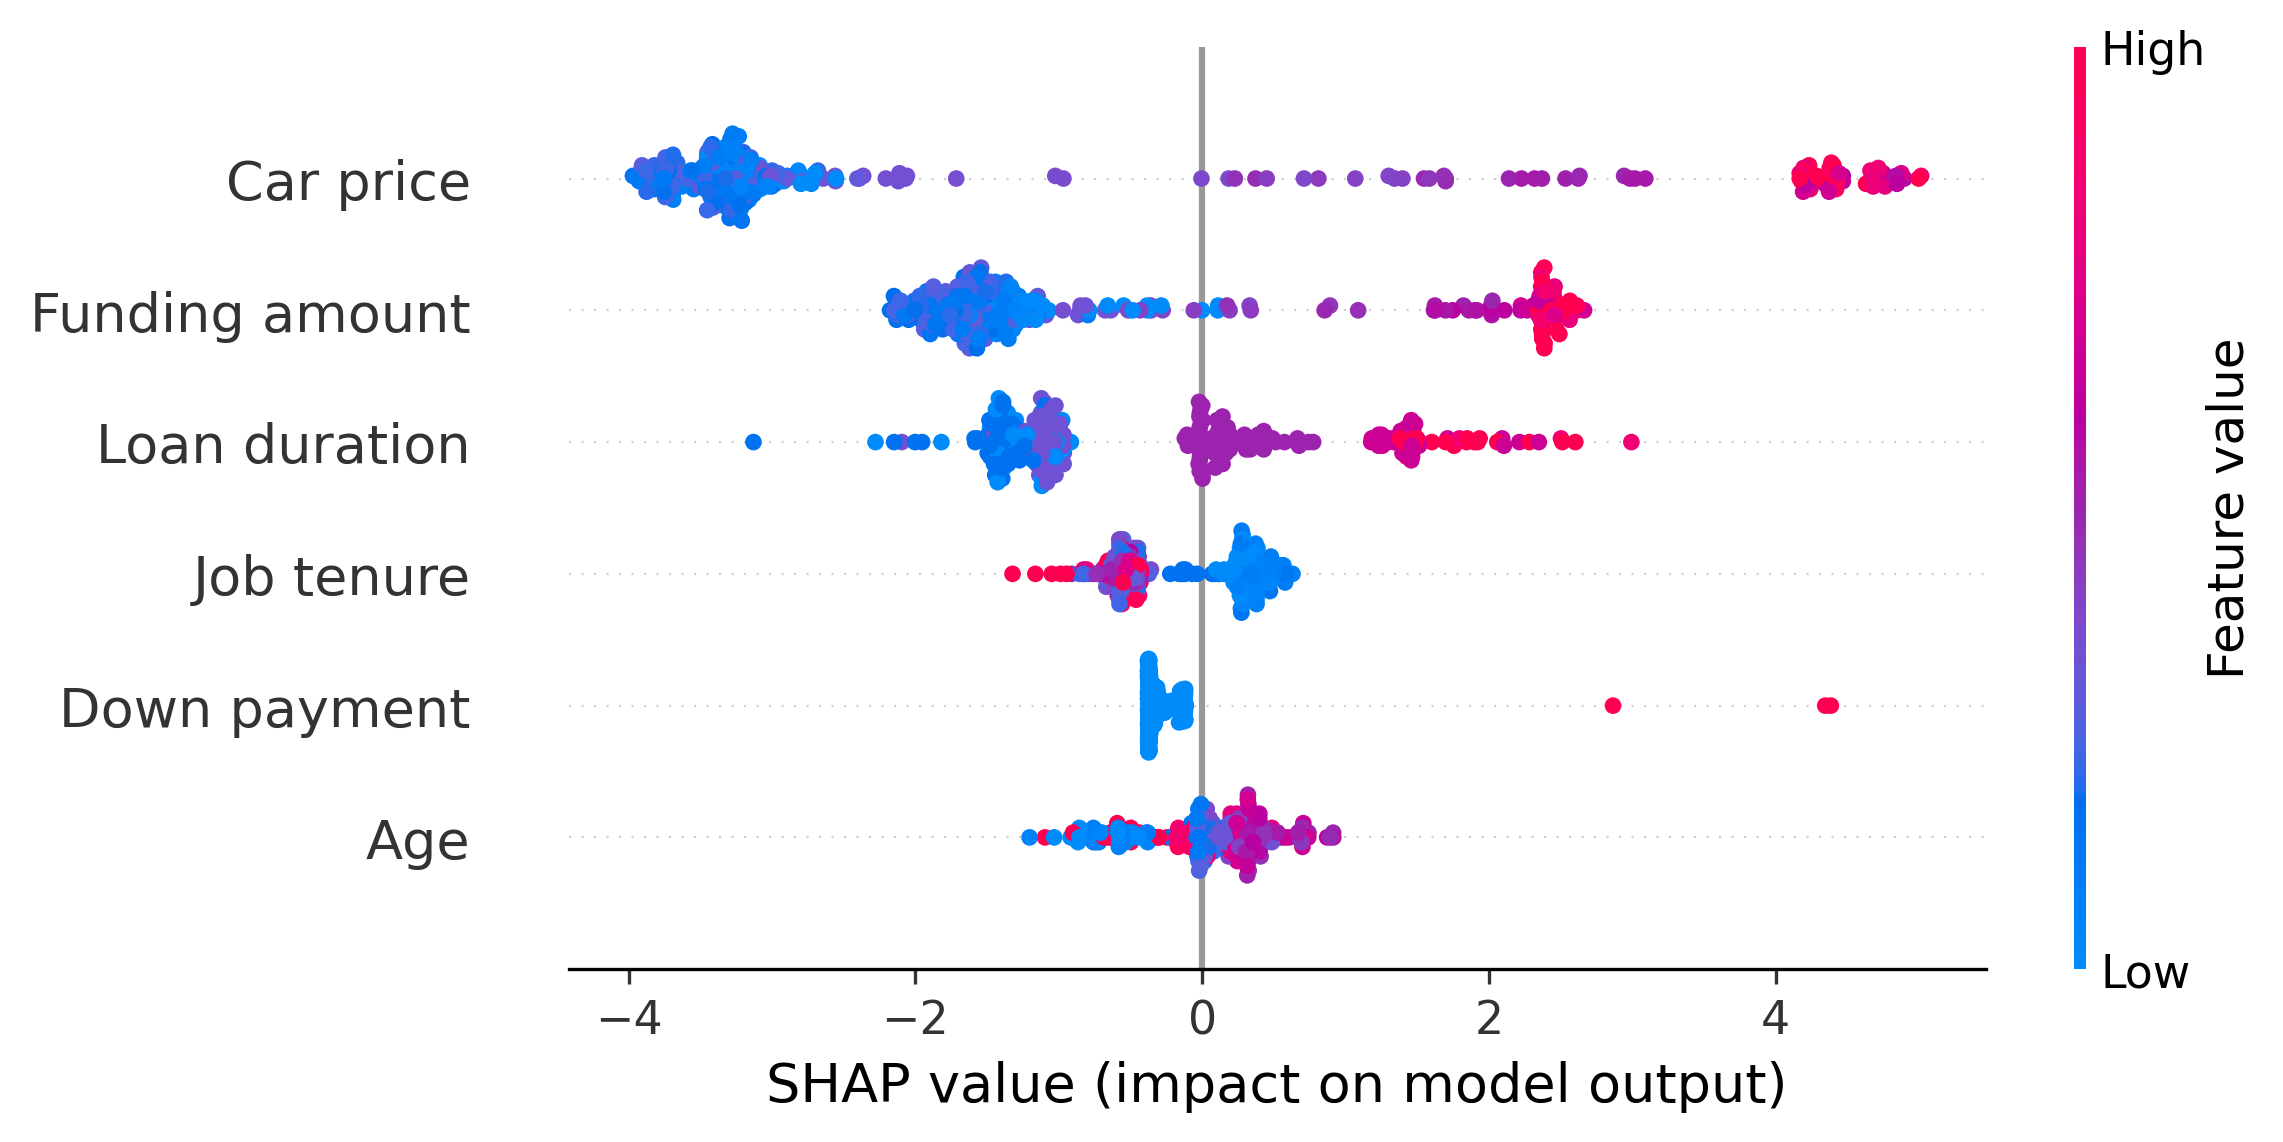 High
Car price
Funding amount
Loan duration
Job tenure
Down payment
Age
Feature value
Low
−4 −2 0 2 4
SHAP value (impact on model output)